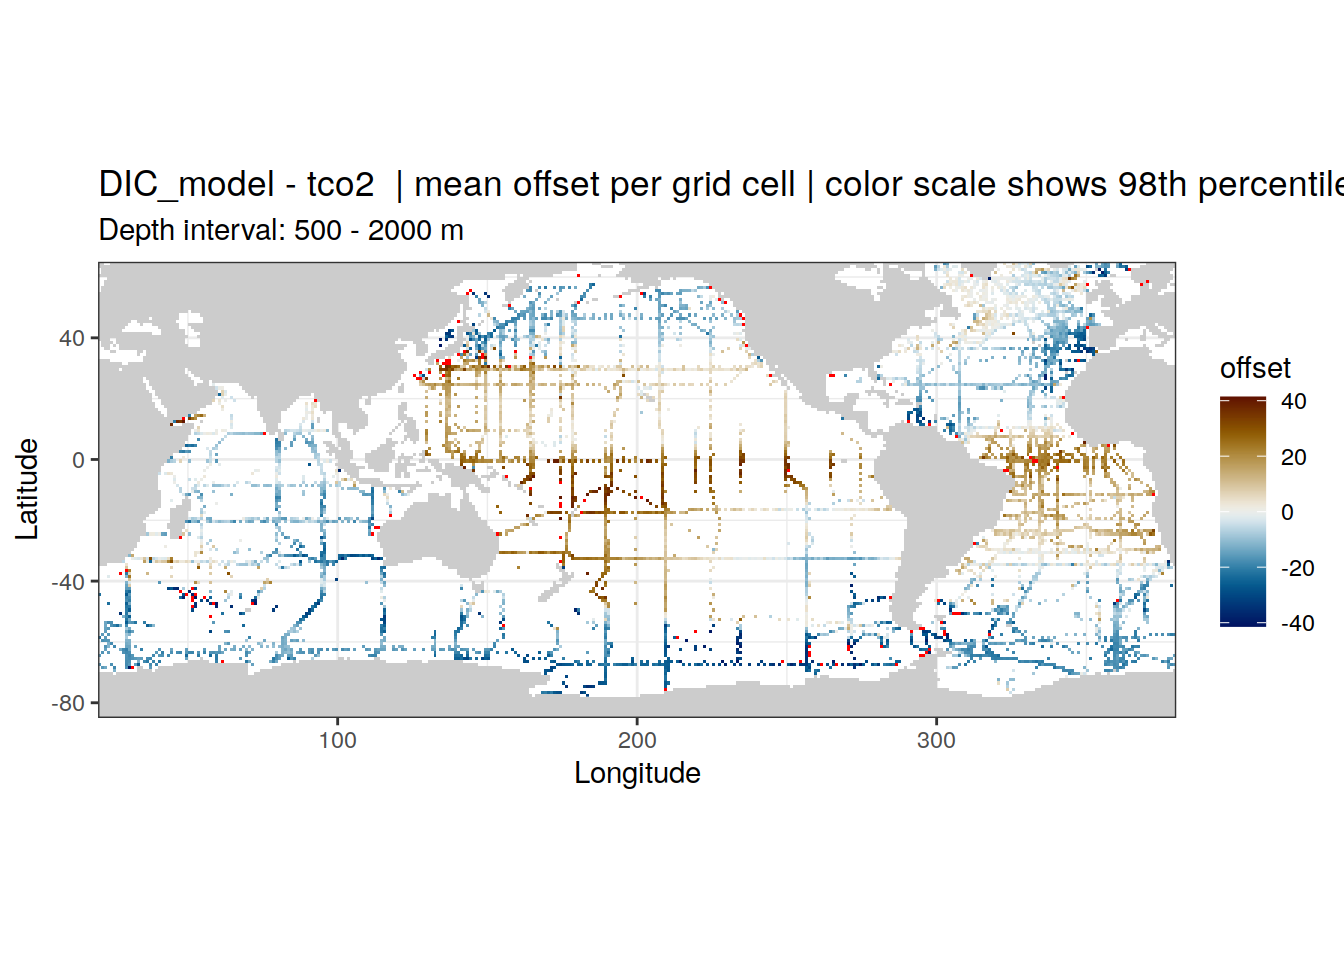 DIC_model - tco2 | mean offset per grid cell | color scale shows 98th percentile
Depth interval: 500 - 2000 m
offset
40
20
0
-20
-40
Latitude
40
0
-40
-80
100
200
300
Longitude